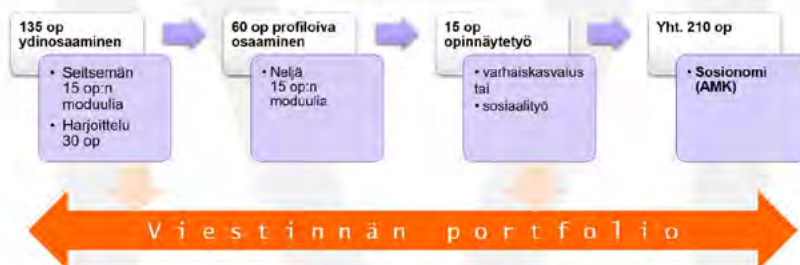 135 op
ydinosaaminen
• Seitsemän
15 op:n
moduulia
• Harjoittelu
30 op
60 op profiloiva
osaaminen
• Neljä
15 op:n
moduulia
15 op
opinnäytetyö
• varhaiskasvatus
tai
• sosiaalityö
Yht. 210 op
• Sosionomi
(AMK)
Viestinnän portfolio